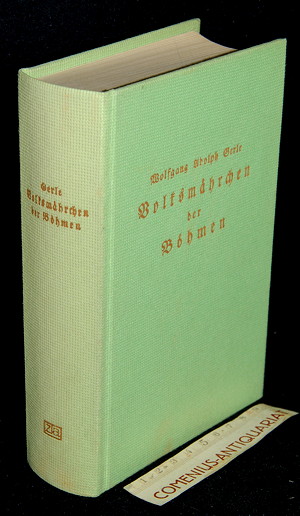 Gerle
Volksmährchen
der Böhmen
Wolfgang Adolph Gerle
Volksmährchen
der
Böhmen
COMENIUS-ANTIQUARIAT